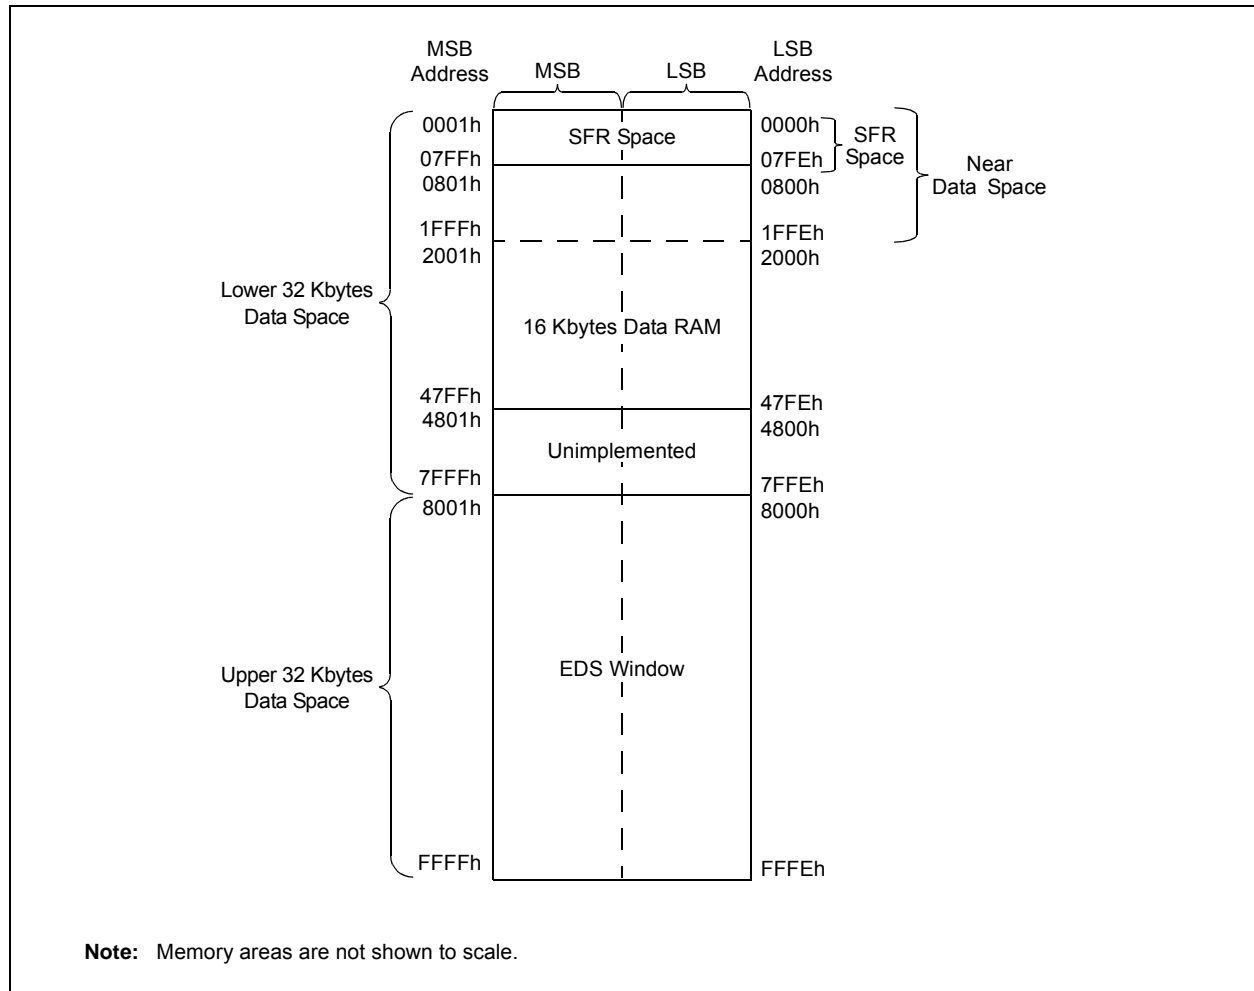 MSB
Address
MSB
LSB
LSB
Address
0001h
SFR Space
0000h
SFR
Space
07FFh
07FEh
0801h
0800h
Near
Data Space
1FFFh
1FFEh
2001h
2000h
Lower 32 Kbytes
Data Space
16 Kbytes Data RAM
47FFh
47FEh
4801h
4800h
Unimplemented
7FFFh
7FFEh
8001h
8000h
Upper 32 Kbytes
Data Space
EDS Window
FFFFh
FFFEh
Note: Memory areas are not shown to scale.